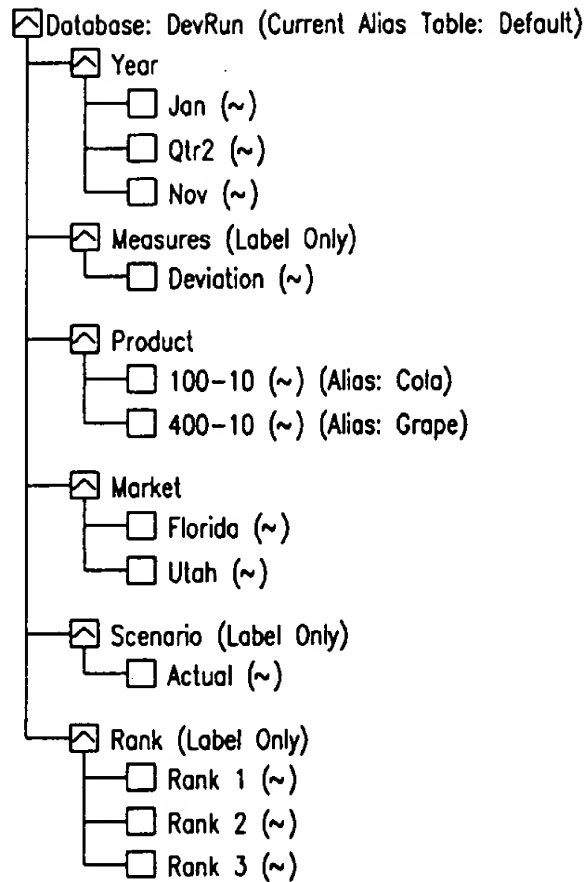 Database: DevRun (Current Alias Table: Default)
Year
Jan (~)
Qtr2 (~)
Nov (~)
Measures (Label Only)
Deviation (~)
Product
100-10 (~) (Alias: Cola)
400-10 (~) (Alias: Grape)
Market
Florida (~)
Utah (~)
Scenario (Label Only)
Actual (~)
Rank (Label Only)
Rank 1 (~)
Rank 2 (~)
Rank 3 (~)